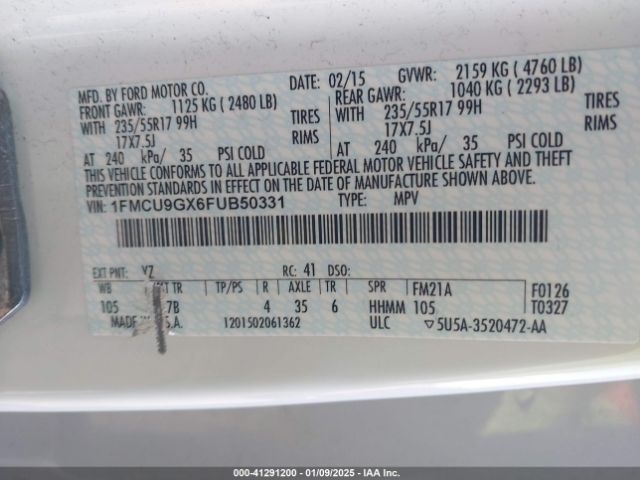 MFD. BY FORD MOTOR CO.
DATE: 02/15 GVWR: 2159 KG ( 4760 LB)
FRONT GAWR: 1125 KG ( 2480 LB) REAR GAWR: 1040 KG ( 2293 LB)
WITH 235/55R17 99H TIRES WITH 235/55R17 99H TIRES
17X7.5J RIMS 17X7.5J RIMS
AT 240 kPa/ 35 PSI COLD AT 240 kPa/ 35 PSI COLD
THIS VEHICLE CONFORMS TO ALL APPLICABLE FEDERAL MOTOR VEHICLE SAFETY AND THEFT
PREVENTION STANDARDS IN EFFECT ON THE DATE OF MANUFACTURE SHOWN ABOVE.
VIN: 1FMCU9GX6FUB50331 TYPE: MPV
EXT PNT: YZ RC: 41 DSO:
WB TR TP/PS R AXLE TR SPR FM21A F0126
105 7B 4 35 6 HHMM 105 T0327
MADE A. 1201502061362 ULC ▽5U5A-3520472-AA
000-41291200 - 01/09/2025 - IAA